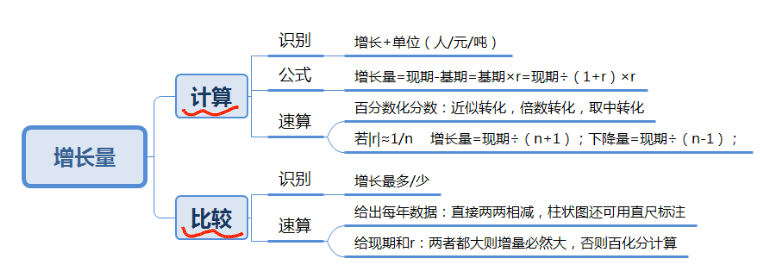 增长量
计算
识别
增长+单位（人/元/吨）
公式
增长量=现期-基期=基期×r=现期÷（1+r）×r
速算
百分数化分数：近似转化，倍数转化，取中转化
若|r|≈1/n 增长量=现期÷（n+1）；下降量=现期÷（n-1）；
比较
识别
增长最多/少
速算
给出每年数据：直接两两相减，柱状图还可用直尺标注
给现期和r：两者都大则增量必然大，否则百化分计算